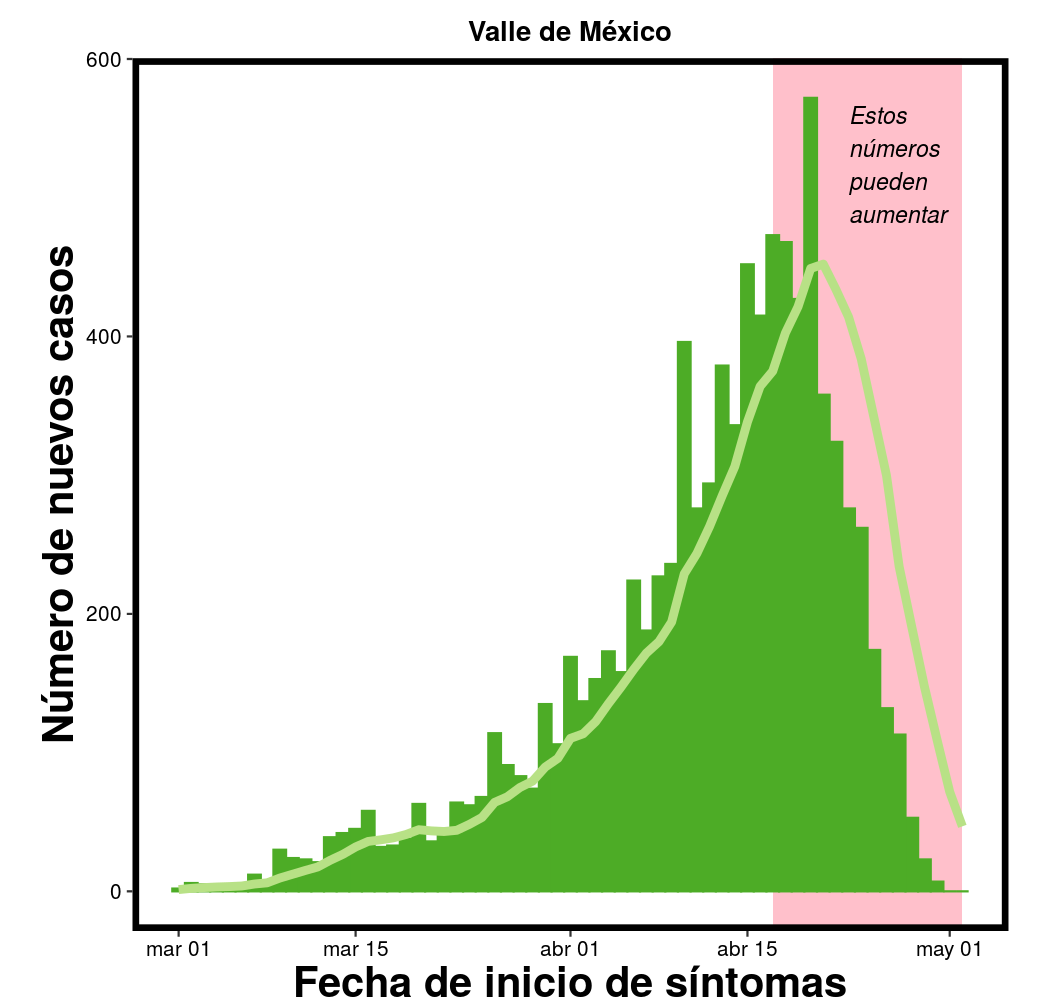 Valle de México
600
400
200
0
Número de nuevos casos
Estos
números
pueden
aumentar
mar 01
mar 15
abr 01
abr 15
may 01
Fecha de inicio de síntomas